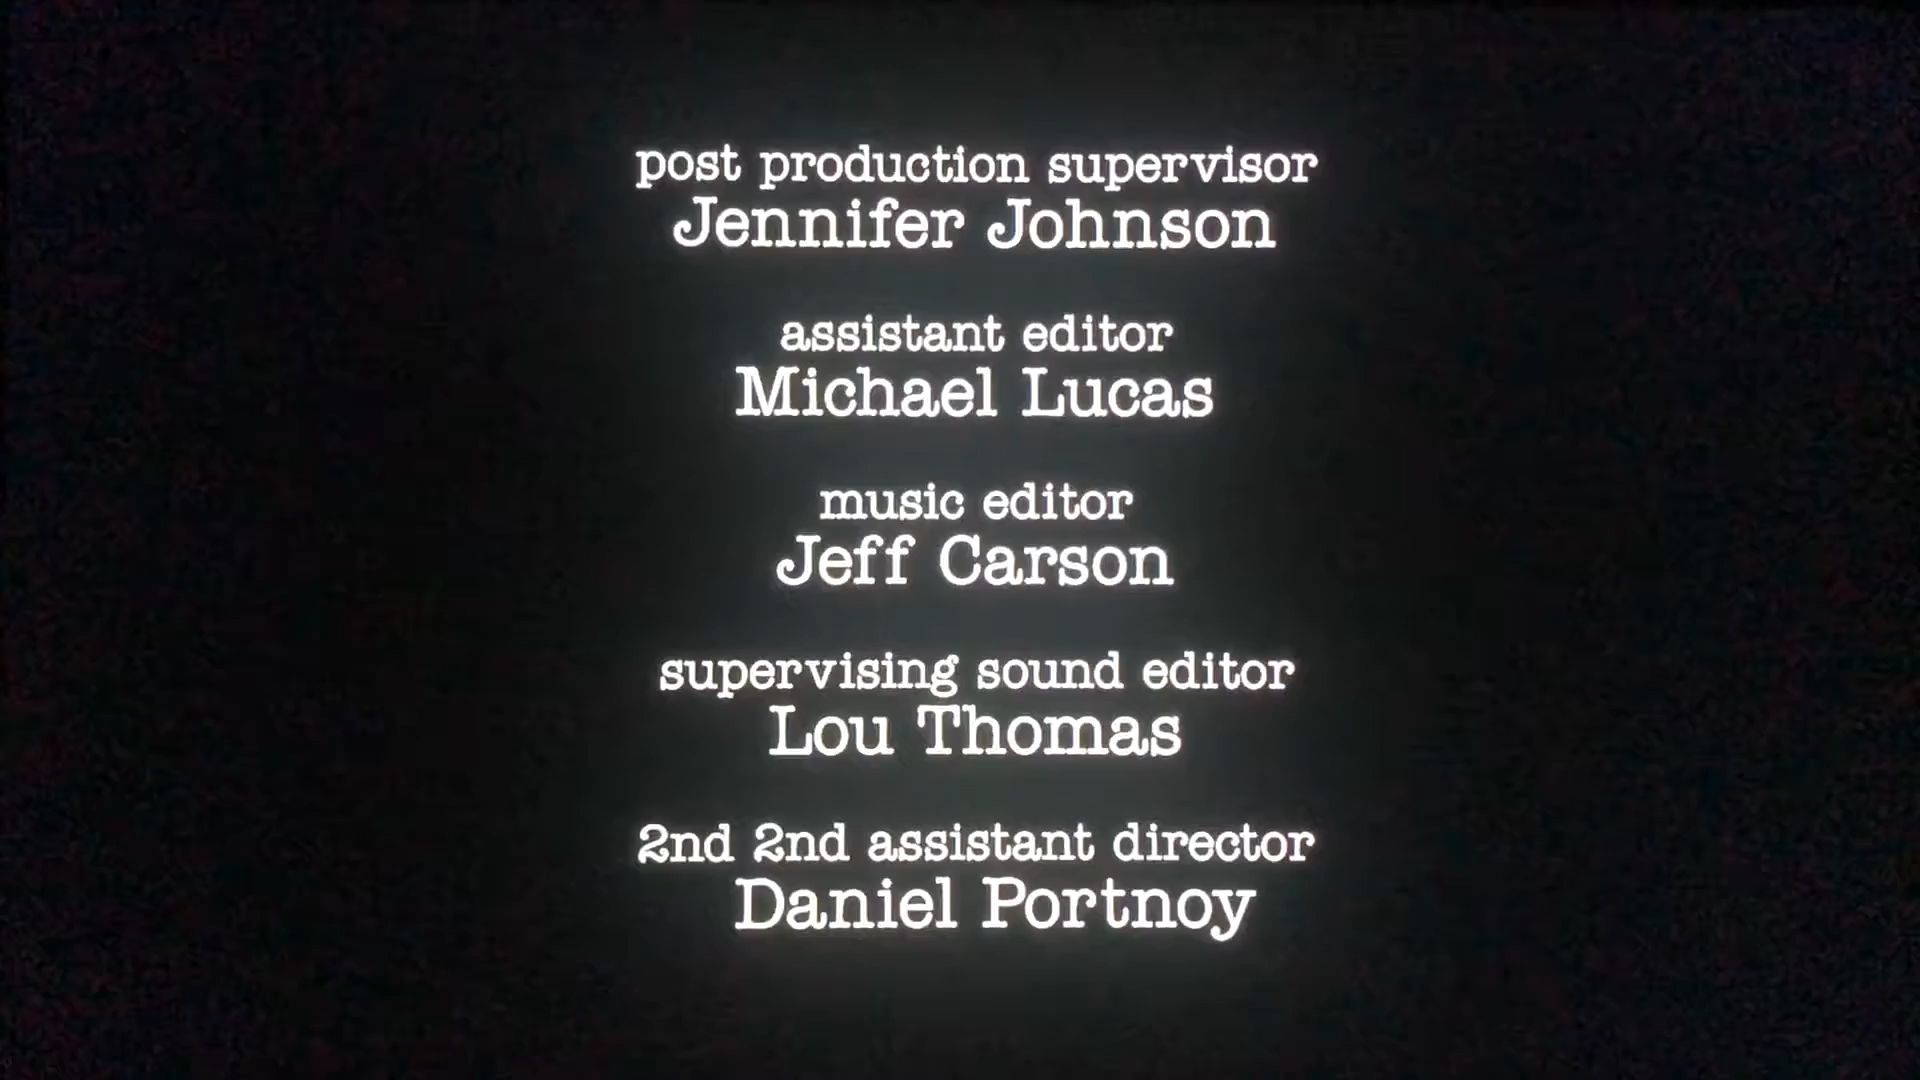 post production supervisor
Jennifer Johnson
assistant editor
Michael Lucas
music editor
Jeff Carson
supervising sound editor
Lou Thomas
2nd 2nd assistant director
Daniel Portnoy